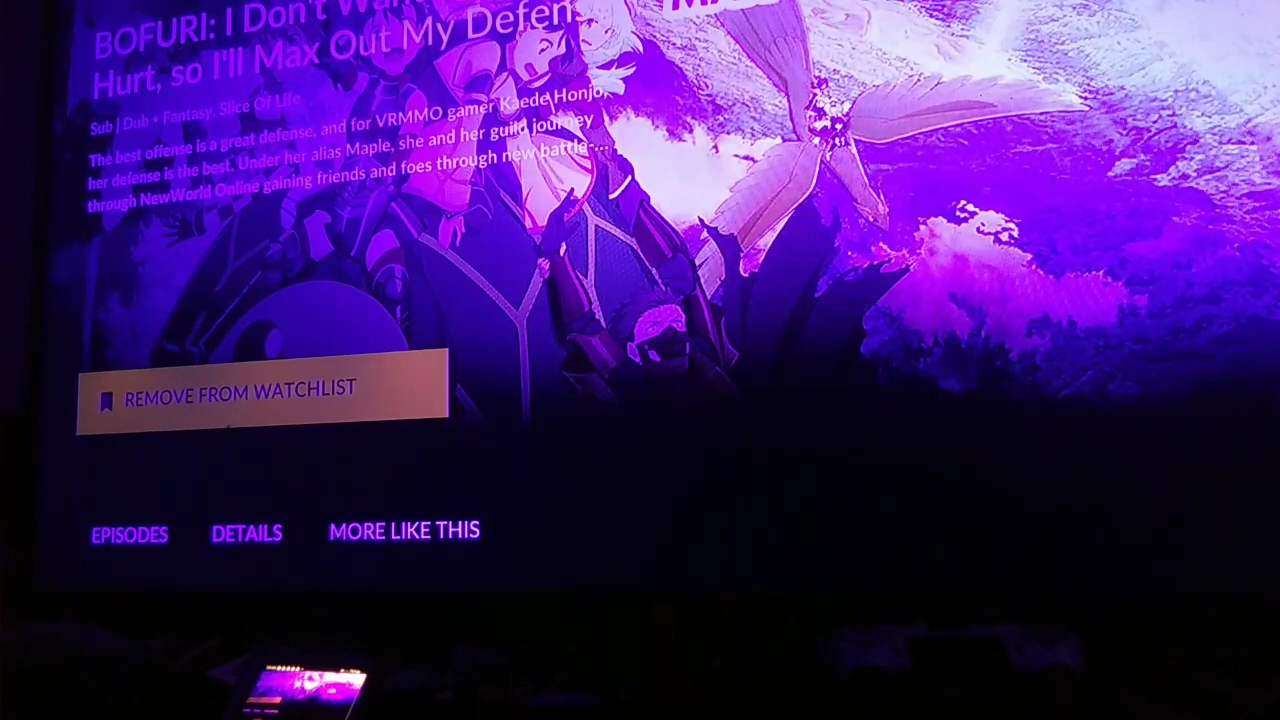 BOFURI: I Don't Want
Hurt, so I'll Max Out My Defens
Sub | Dub • Fantasy, Slice Of Life
The best offense is a great defense, and for VRMMO gamer Kaede Honjo,
her defense is the best. Under her alias Maple, she and her guild journey
through NewWorld Online gaining friends and foes through new battle-...
REMOVE FROM WATCHLIST
EPISODES
DETAILS
MORE LIKE THIS